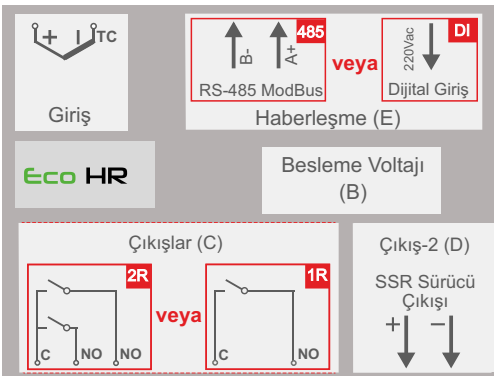 + - TC
Giriş
B- A+ 485
RS-485 ModBus
veya
220Vac DI
Dijital Giriş
Haberleşme (E)
Eco HR
Besleme Voltajı
(B)
Çıkışlar (C)
2R
C NO NO
veya
1R
C NO
Çıkış-2 (D)
SSR Sürücü
Çıkışı
+ −